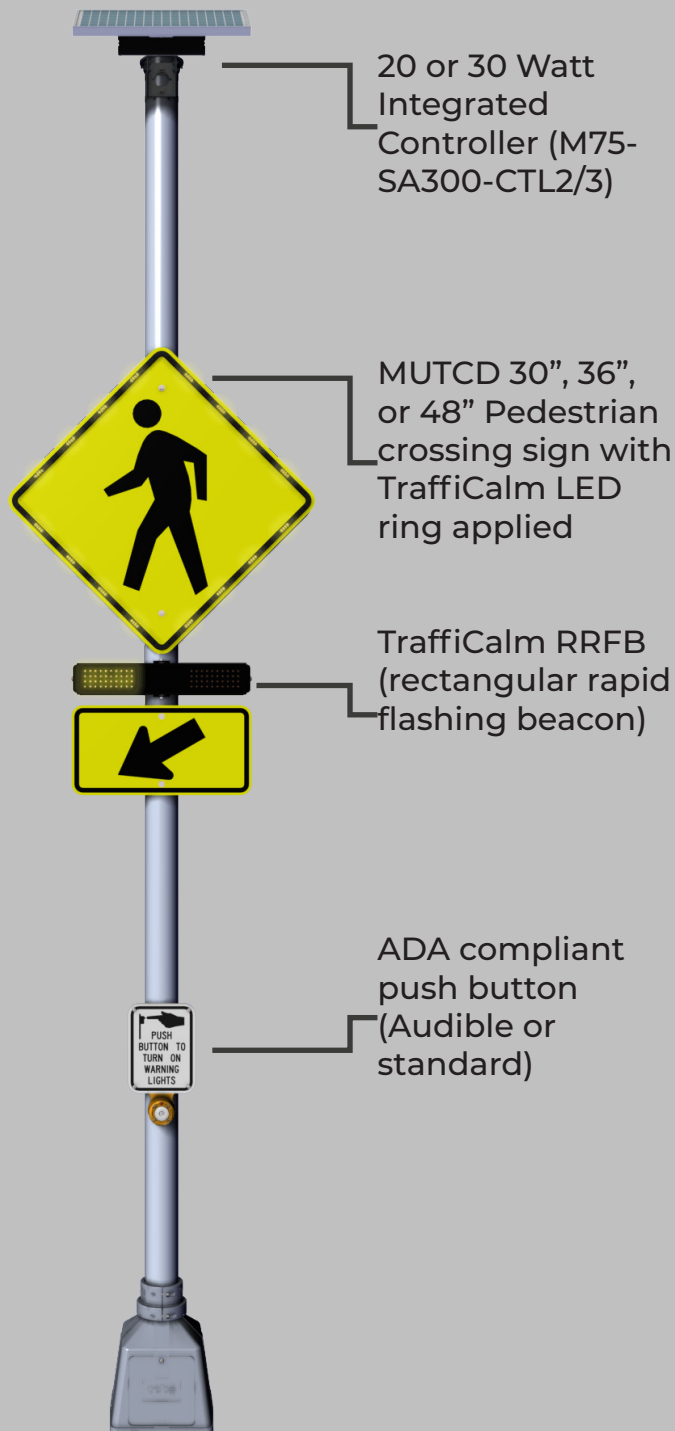 20 or 30 Watt
Integrated
Controller (M75-
SA300-CTL2/3)
MUTCD 30”, 36”,
or 48” Pedestrian
crossing sign with
TraffiCalm LED
ring applied
TraffiCalm RRFB
(rectangular rapid
flashing beacon)
ADA compliant
push button
(Audible or
standard)
PUSH
BUTTON TO
TURN ON
WARNING
LIGHTS